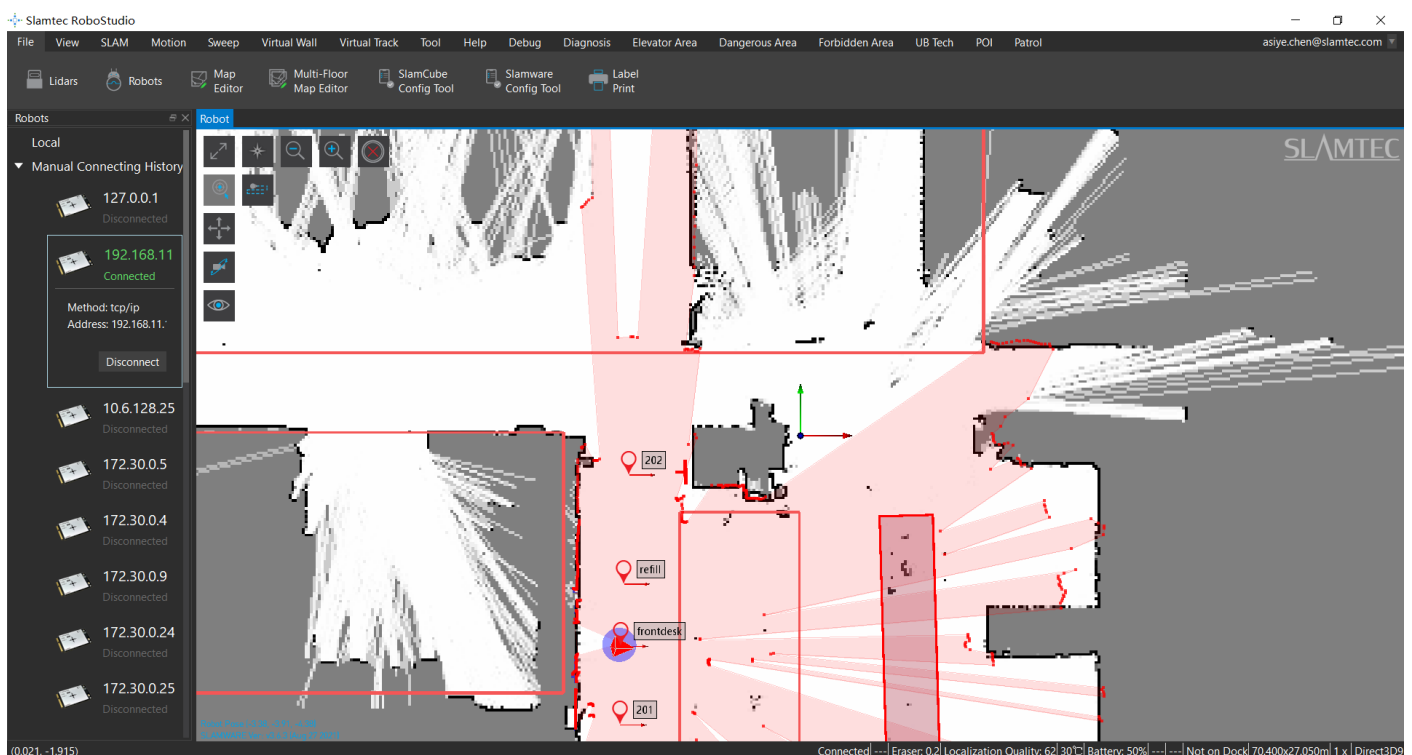 Slamtec RoboStudio
File View SLAM Motion Sweep Virtual Wall Virtual Track Tool Help Debug Diagnosis Elevator Area Dangerous Area Forbidden Area UB Tech POI Patrol asiye.chen@slamtec.com
Lidars
Robots
Map
Editor
Multi-Floor
Map Editor
SlamCube
Config Tool
Slamware
Config Tool
Label
Print
Robots
Robot
Local
Manual Connecting History
127.0.0.1
Disconnected
192.168.11
Connected
Method: tcp/ip
Address: 192.168.11.
Disconnect
10.6.128.25
Disconnected
172.30.0.5
Disconnected
172.30.0.4
Disconnected
172.30.0.9
Disconnected
172.30.0.24
Disconnected
172.30.0.25
Disconnected
SLAMTEC
202
refill
frontdesk
201
(0.021, -1.915)
Connected --- Eraser: 0.2 Localization Quality: 62 30℃ Battery: 50% --- --- Not on Dock 70.400x27.050m 1 x Direct3D9